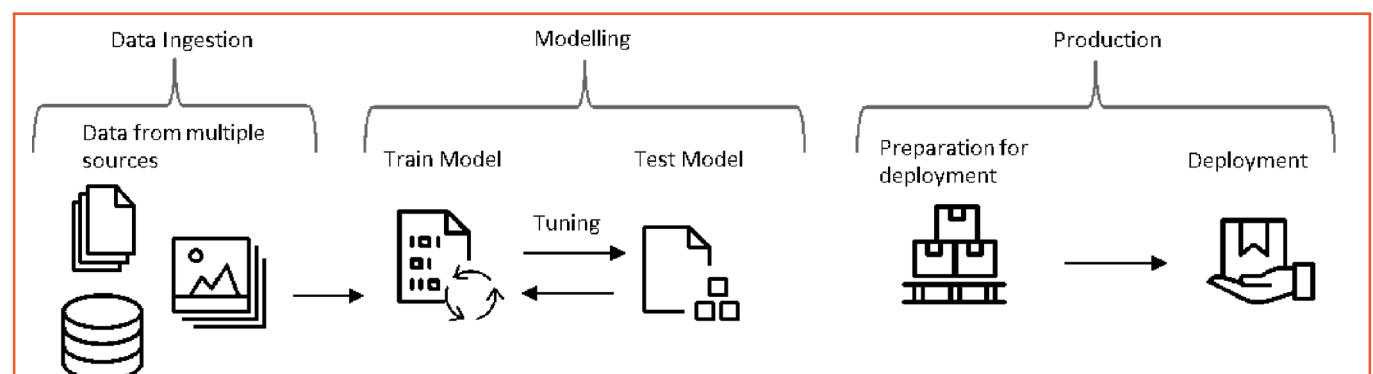 Data Ingestion
Modelling
Production
Data from multiple
sources
Train Model
Test Model
Preparation for
deployment
Deployment
Tuning